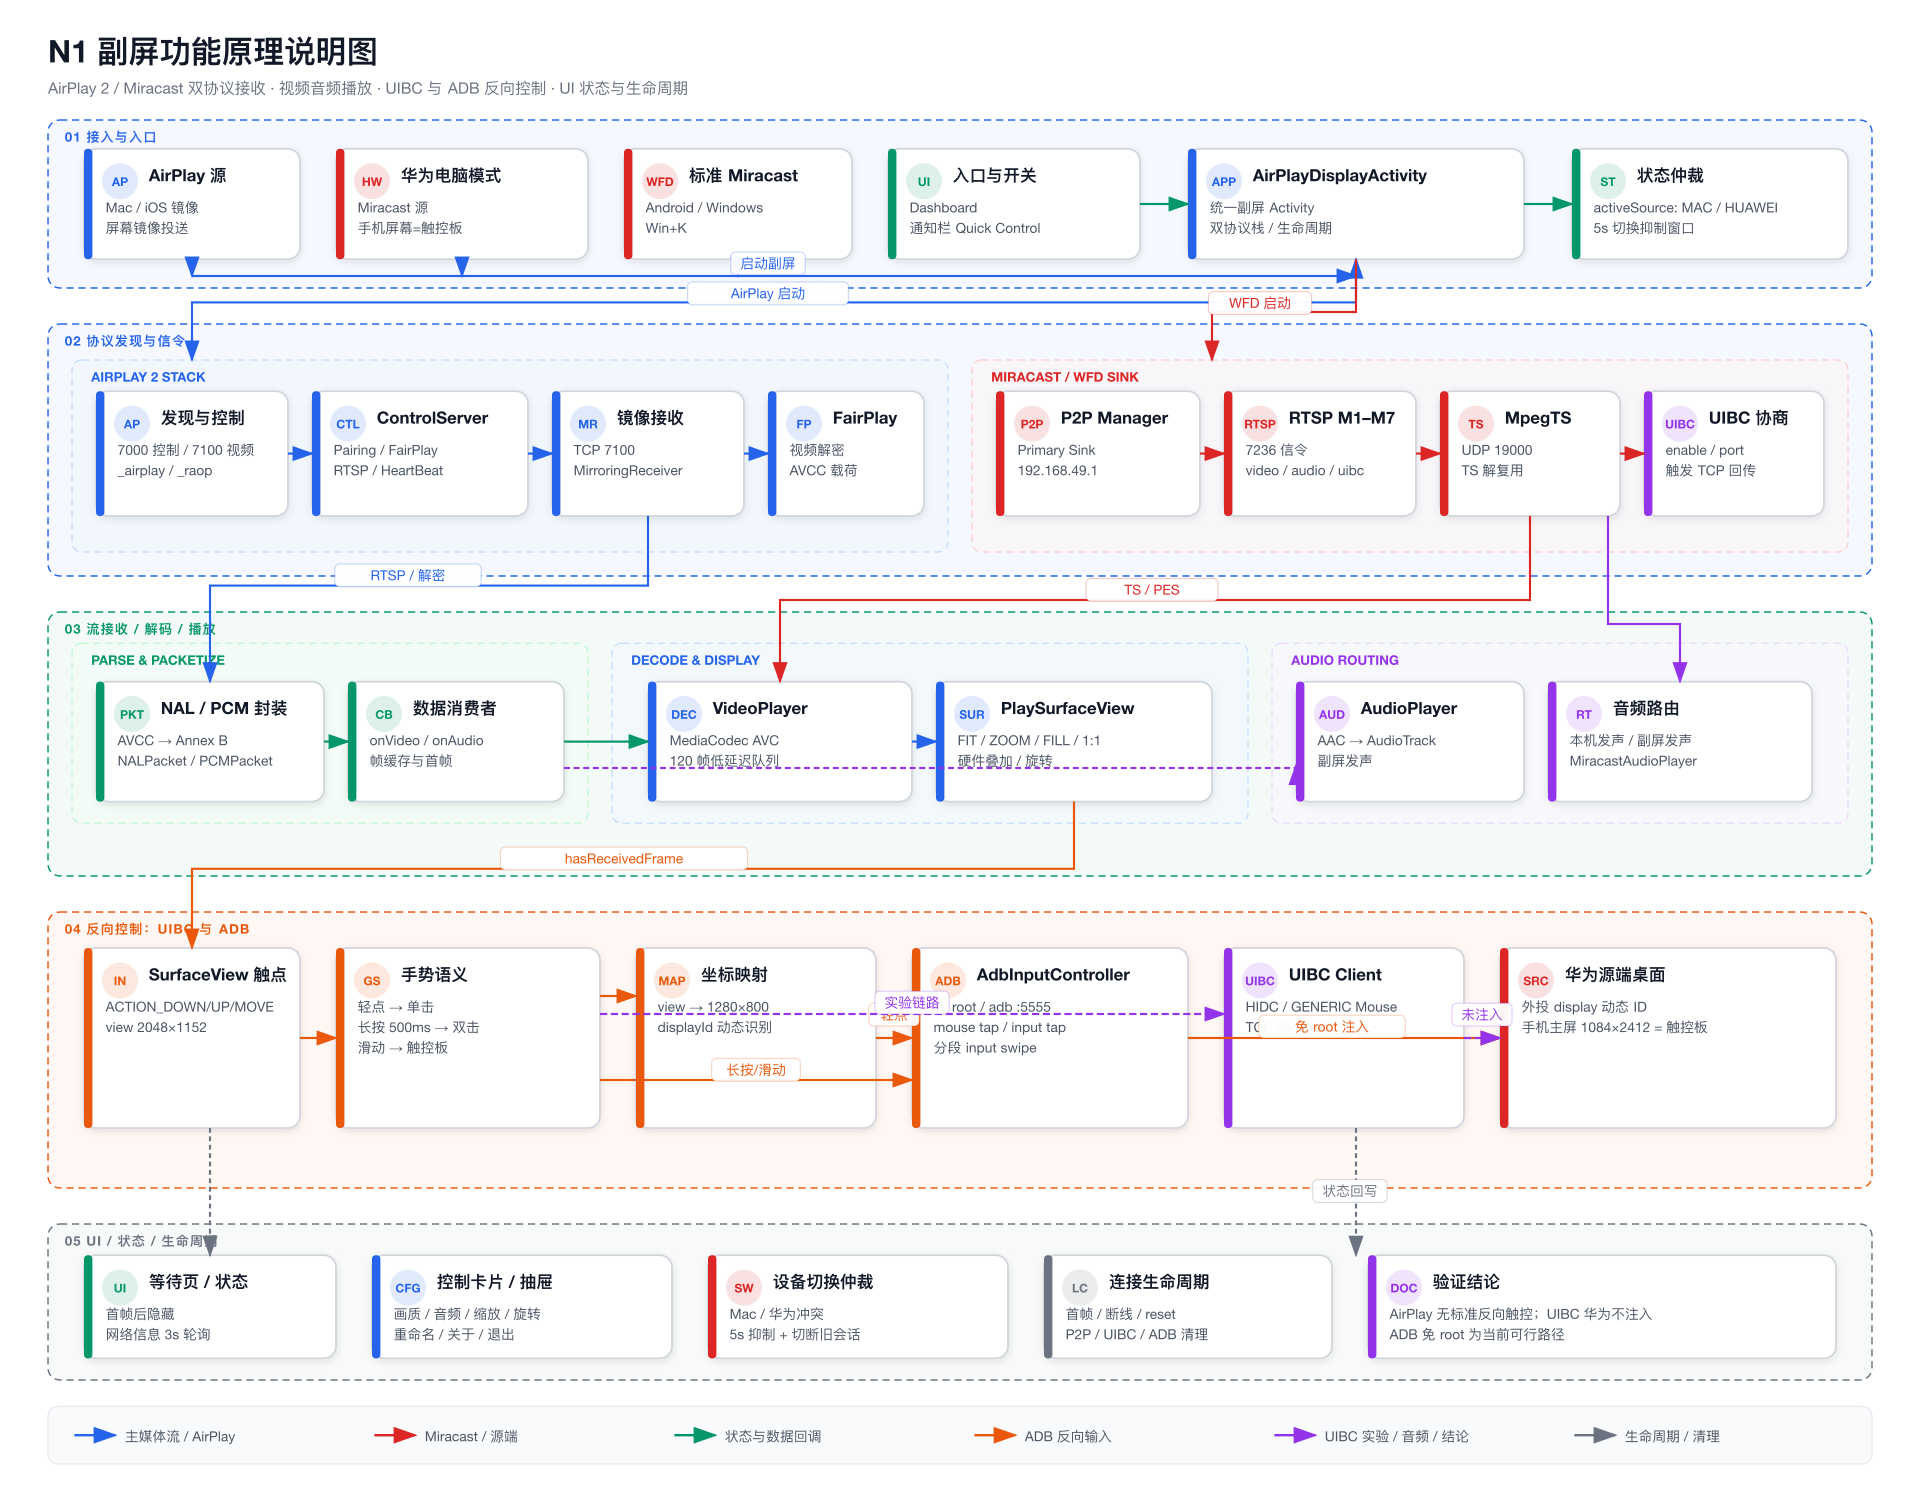 N1 副屏功能原理说明图
AirPlay 2 / Miracast 双协议接收 · 视频音频播放 · UIBC 与 ADB 反向控制 · UI 状态与生命周期
01 接入与入口
AP
AirPlay 源
Mac / iOS 镜像
屏幕镜像投送
HW
华为电脑模式
Miracast 源
手机屏幕=触控板
WFD
标准 Miracast
Android / Windows
Win+K
UI
入口与开关
Dashboard
通知栏 Quick Control
APP
AirPlayDisplayActivity
统一副屏 Activity
双协议栈 / 生命周期
ST
状态仲裁
activeSource: MAC / HUAWEI
5s 切换抑制窗口
启动副屏
AirPlay 启动
WFD 启动
02 协议发现与信令
AIRPLAY 2 STACK
AP
发现与控制
7000 控制 / 7100 视频
_airplay / _raop
CTL
ControlServer
Pairing / FairPlay
RTSP / HeartBeat
MR
镜像接收
TCP 7100
MirroringReceiver
FP
FairPlay
视频解密
AVCC 载荷
MIRACAST / WFD SINK
P2P
P2P Manager
Primary Sink
192.168.49.1
RTSP
RTSP M1–M7
7236 信令
video / audio / uibc
TS
MpegTS
UDP 19000
TS 解复用
UIBC
UIBC 协商
enable / port
触发 TCP 回传
RTSP / 解密
TS / PES
03 流接收 / 解码 / 播放
PARSE & PACKETIZE
PKT
NAL / PCM 封装
AVCC → Annex B
NALPacket / PCMPacket
CB
数据消费者
onVideo / onAudio
帧缓存与首帧
DECODE & DISPLAY
DEC
VideoPlayer
MediaCodec AVC
120 帧低延迟队列
SUR
PlaySurfaceView
FIT / ZOOM / FILL / 1:1
硬件叠加 / 旋转
AUDIO ROUTING
AUD
AudioPlayer
AAC → AudioTrack
副屏发声
RT
音频路由
本机发声 / 副屏发声
MiracastAudioPlayer
hasReceivedFrame
04 反向控制：UIBC 与 ADB
IN
SurfaceView 触点
ACTION_DOWN/UP/MOVE
view 2048×1152
GS
手势语义
轻点 → 单击
长按 500ms → 双击
滑动 → 触控板
MAP
坐标映射
view → 1280×800
displayId 动态识别
ADB
AdbInputController
root / adb :5555
mouse tap / input tap
分段 input swipe
UIBC
UIBC Client
HIDC / GENERIC Mouse
SRC
华为源端桌面
外投 display 动态 ID
手机主屏 1084×2412 = 触控板
实验链路
轻点
长按/滑动
免 root 注入
未注入
状态回写
05 UI / 状态 / 生命周期
UI
等待页 / 状态
首帧后隐藏
网络信息 3s 轮询
CFG
控制卡片 / 抽屉
画质 / 音频 / 缩放 / 旋转
重命名 / 关于 / 退出
SW
设备切换仲裁
Mac / 华为冲突
5s 抑制 + 切断旧会话
LC
连接生命周期
首帧 / 断线 / reset
P2P / UIBC / ADB 清理
DOC
验证结论
AirPlay 无标准反向触控；UIBC 华为不注入
ADB 免 root 为当前可行路径
主媒体流 / AirPlay
Miracast / 源端
状态与数据回调
ADB 反向输入
UIBC 实验 / 音频 / 结论
生命周期 / 清理